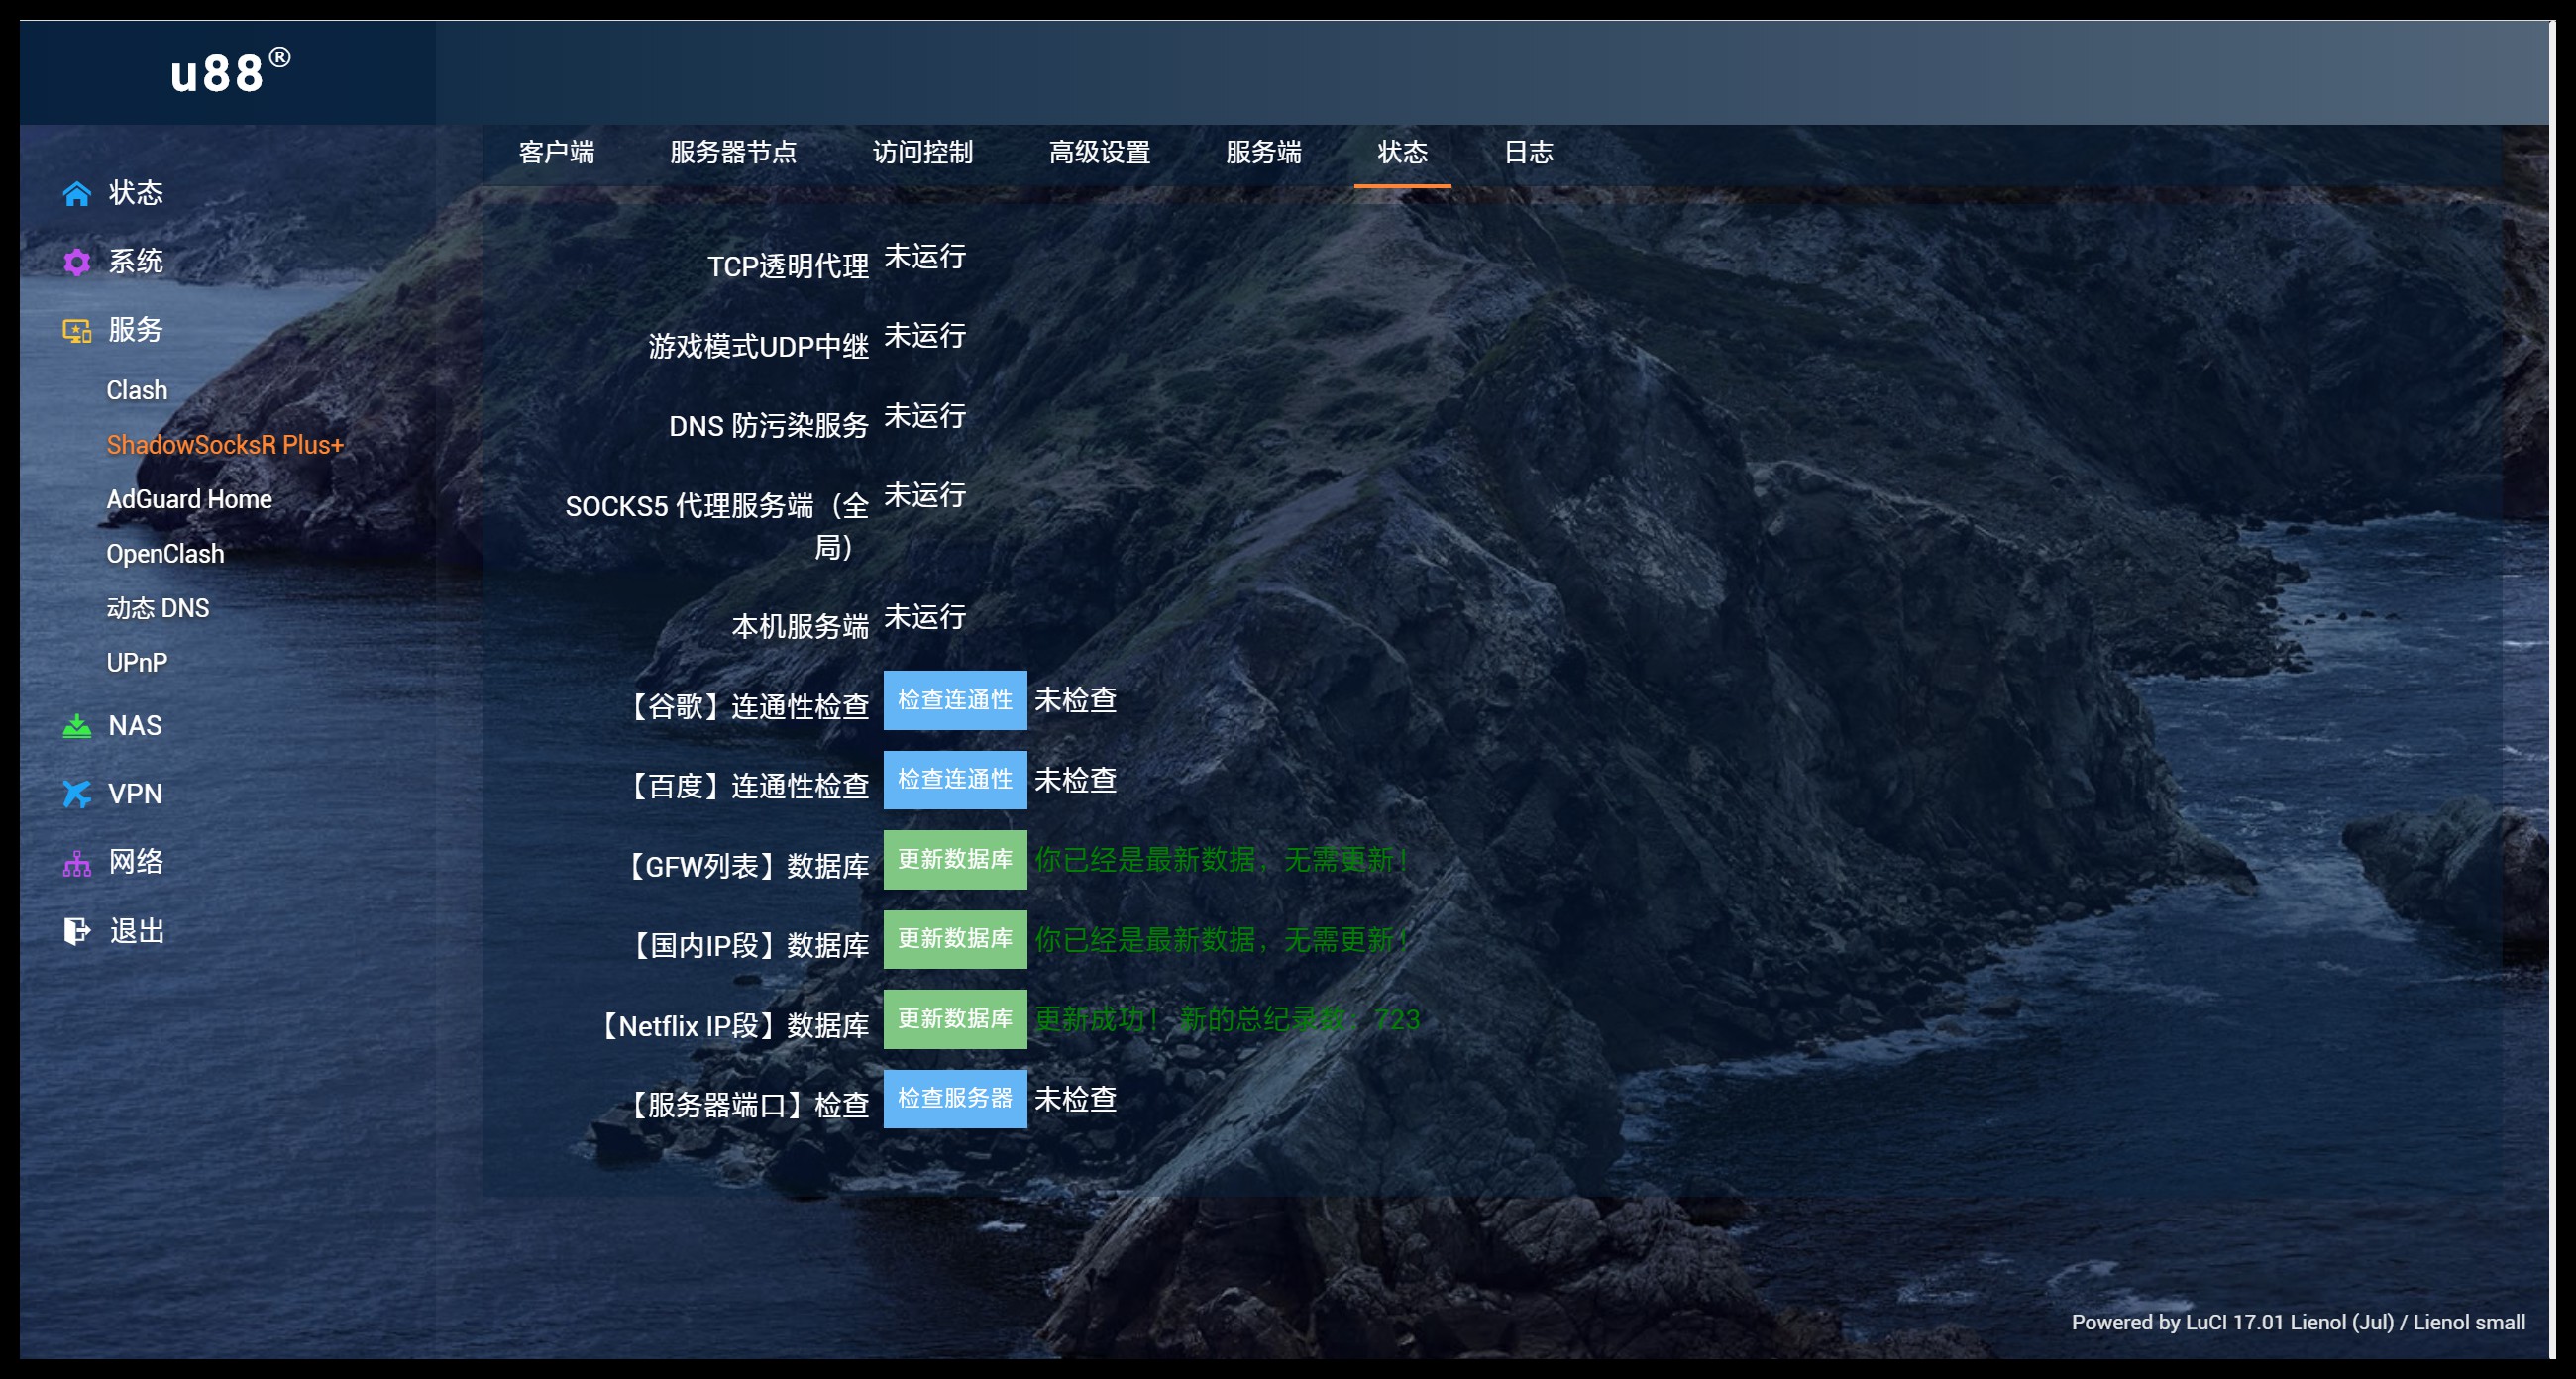 u88®
状态
系统
服务
Clash
ShadowSocksR Plus+
AdGuard Home
OpenClash
动态 DNS
UPnP
NAS
VPN
网络
退出
客户端 服务器节点 访问控制 高级设置 服务端 状态 日志
TCP透明代理 未运行
游戏模式UDP中继 未运行
DNS 防污染服务 未运行
SOCKS5 代理服务端（全 未运行
局）
本机服务端 未运行
【谷歌】连通性检查 检查连通性 未检查
【百度】连通性检查 检查连通性 未检查
【GFW列表】数据库 更新数据库 你已经是最新数据，无需更新！
【国内IP段】数据库 更新数据库 你已经是最新数据，无需更新！
【Netflix IP段】数据库 更新数据库 更新成功！ 新的总纪录数：723
【服务器端口】检查 检查服务器 未检查
Powered by LuCI 17.01 Lienol (Jul) / Lienol small